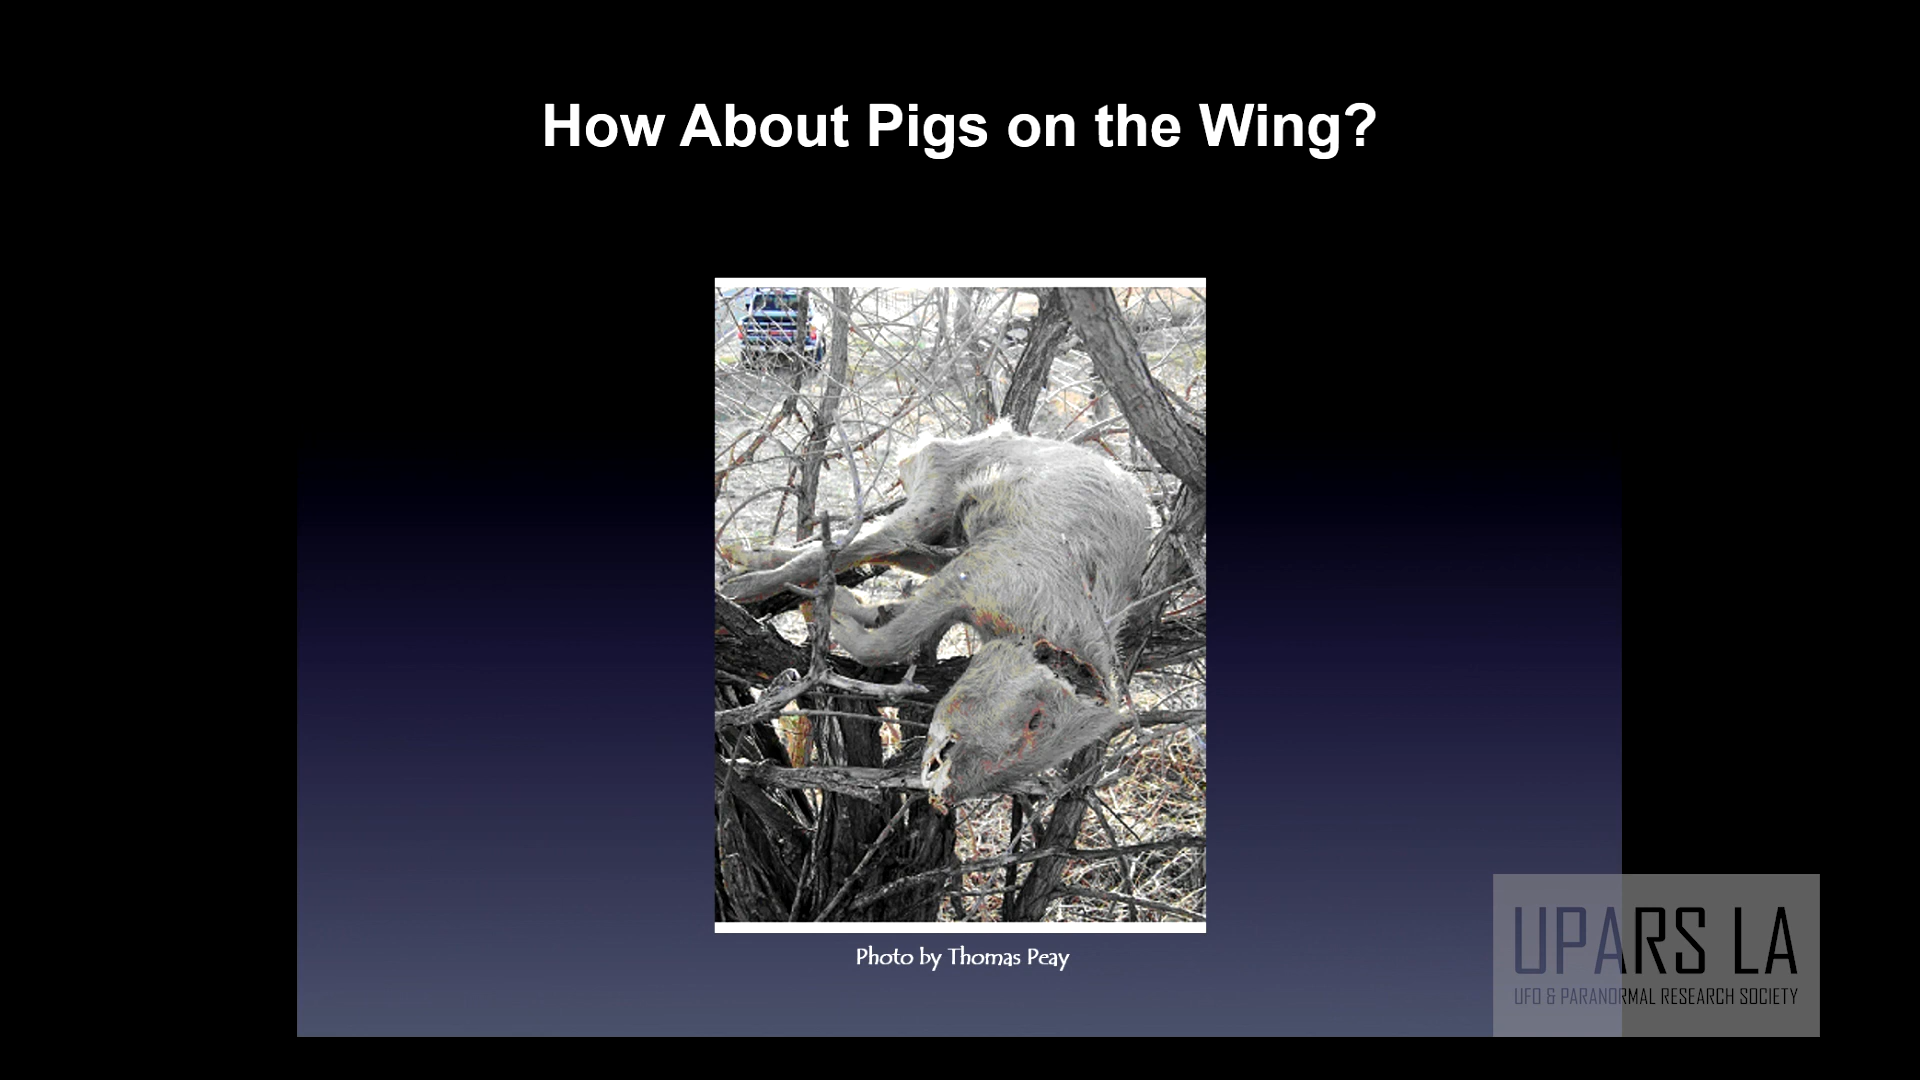 How About Pigs on the Wing?
Photo by Thomas Peay
UPARS LA
UFO & PARANORMAL RESEARCH SOCIETY